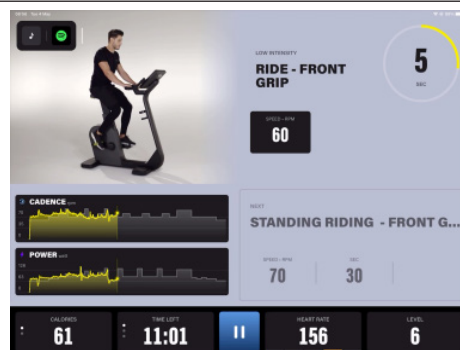 LOW INTENSITY
RIDE - FRONT
GRIP
5
SEC
SPEED - RPM
60
CADENCE
POWER
NEXT
STANDING RIDING - FRONT G...
SPEED - RPM
SEC
70
30
CALORIES
TIME LEFT
HEART RATE
LEVEL
61
11:01
156
6